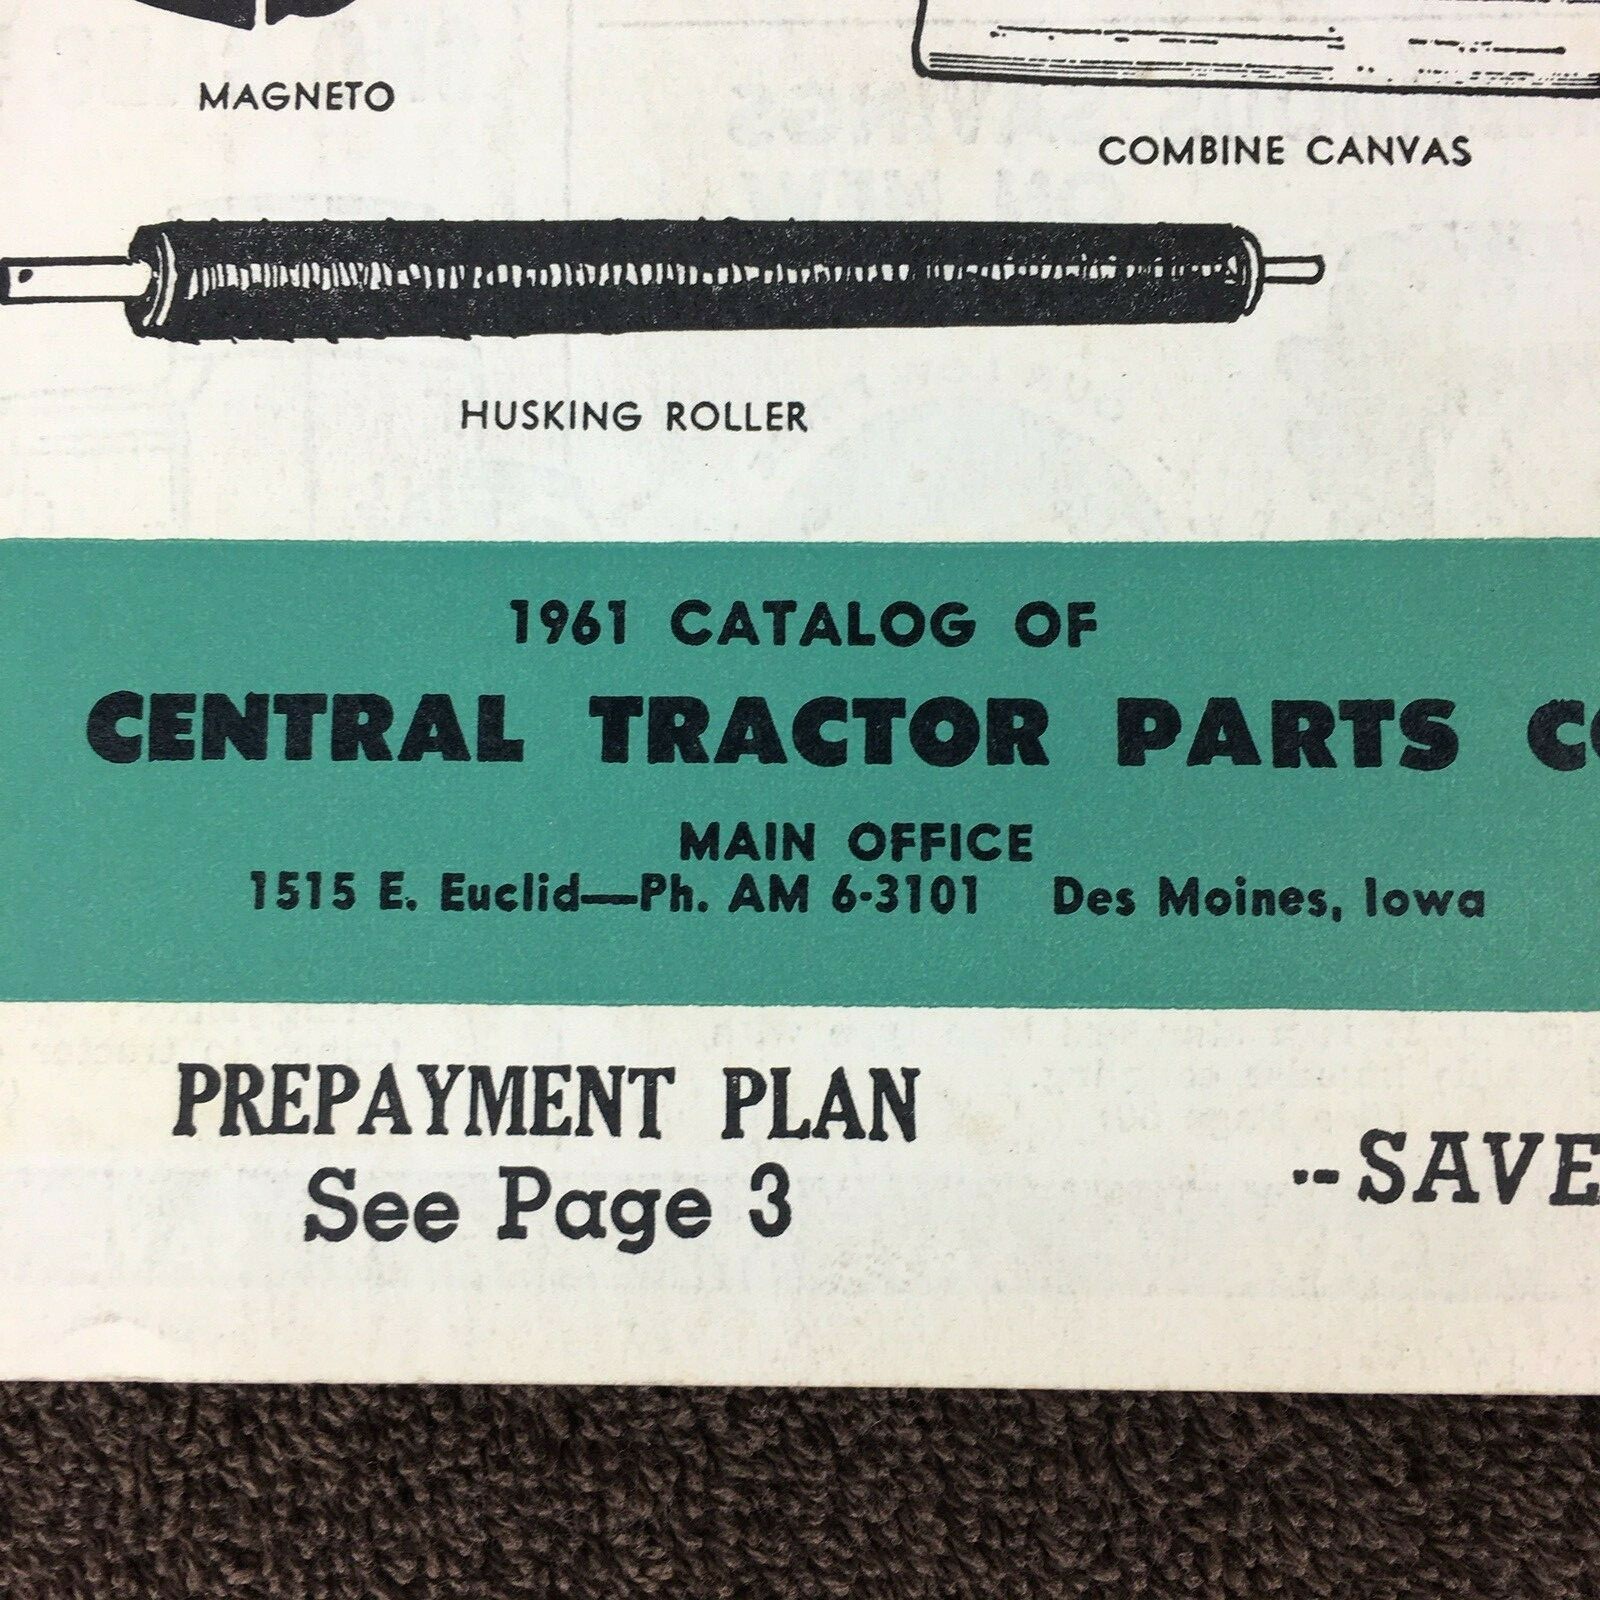 MAGNETO
COMBINE CANVAS
HUSKING ROLLER
1961 CATALOG OF
CENTRAL TRACTOR PARTS CO
MAIN OFFICE
1515 E. Euclid—Ph. AM 6-3101 Des Moines, Iowa
PREPAYMENT PLAN
See Page 3
--SAVE